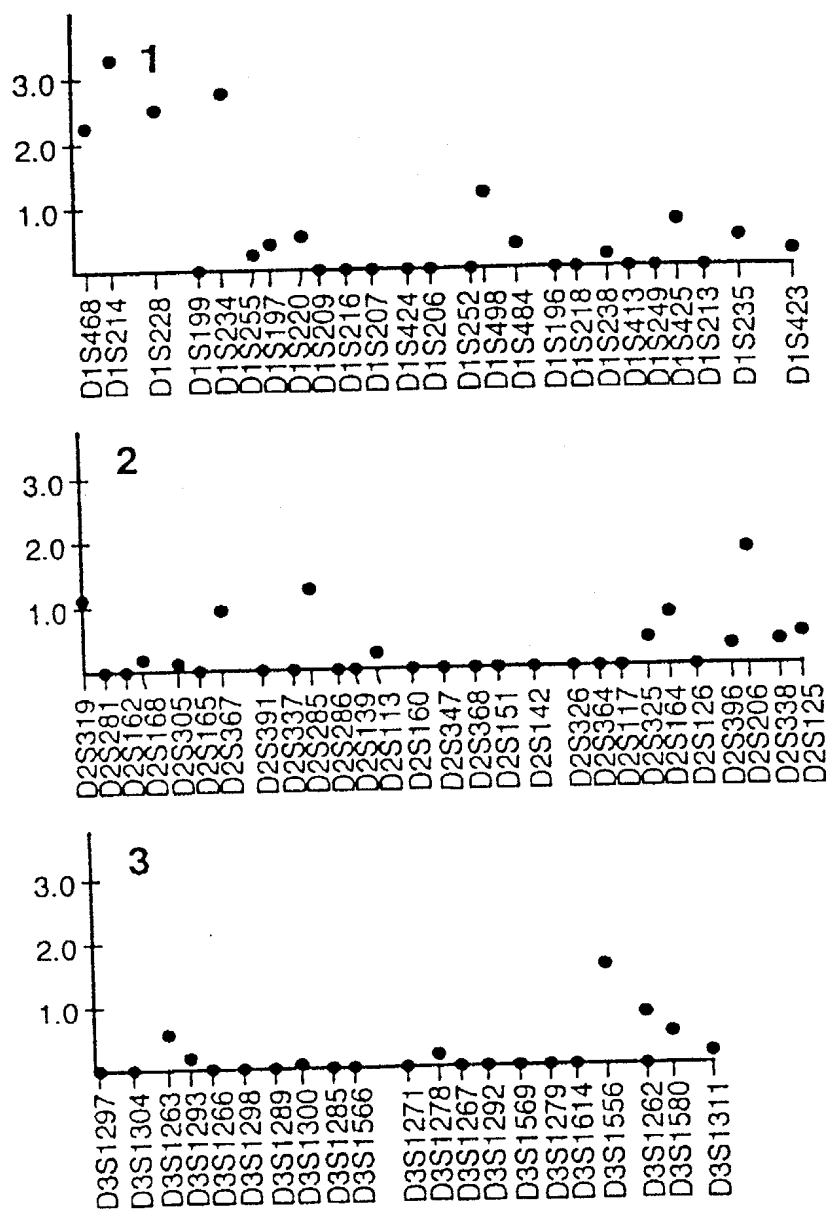 1
3.0
2.0
1.0
D1S468
D1S214
D1S228
D1S199
D1S234
D1S255
D1S197
D1S220
D1S209
D1S216
D1S207
D1S424
D1S206
D1S252
D1S498
D1S484
D1S196
D1S218
D1S238
D1S413
D1S249
D1S425
D1S213
D1S235
D1S423
2
3.0
2.0
1.0
D2S319
D2S281
D2S162
D2S168
D2S305
D2S165
D2S367
D2S391
D2S337
D2S285
D2S286
D2S139
D2S113
D2S160
D2S347
D2S368
D2S151
D2S142
D2S326
D2S364
D2S117
D2S325
D2S164
D2S126
D2S396
D2S206
D2S338
D2S125
3
3.0
2.0
1.0
D3S1297
D3S1304
D3S1263
D3S1293
D3S1266
D3S1298
D3S1289
D3S1300
D3S1285
D3S1566
D3S1271
D3S1278
D3S1267
D3S1292
D3S1569
D3S1279
D3S1614
D3S1556
D3S1262
D3S1580
D3S1311